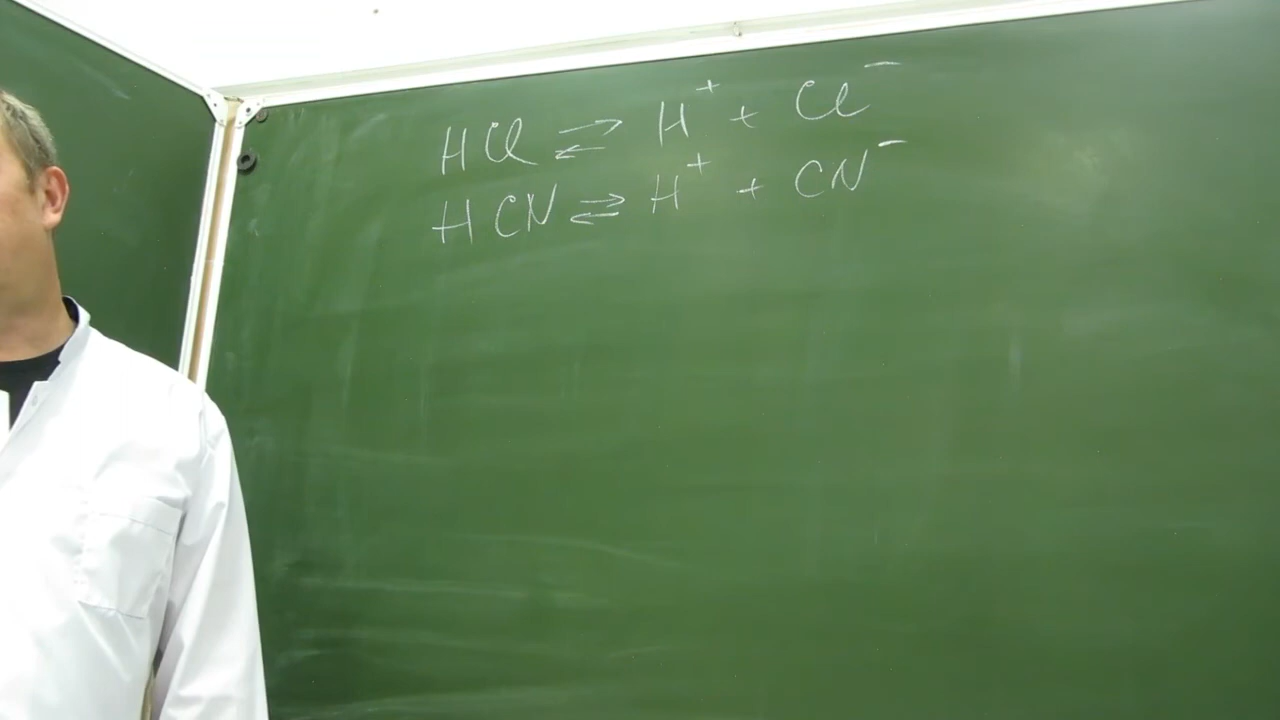 HCl ⇄ H⁺ + Cl⁻
HCN ⇄ H⁺ + CN⁻